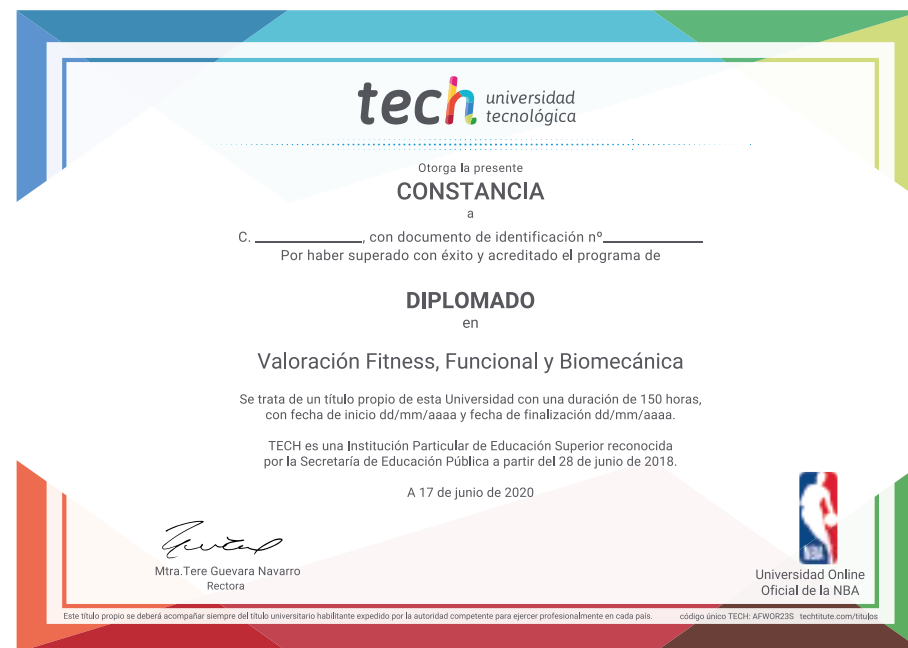 tech universidad
tecnológica
Otorga la presente
CONSTANCIA
a
C. ____________, con documento de identificación nº___________
Por haber superado con éxito y acreditado el programa de
DIPLOMADO
en
Valoración Fitness, Funcional y Biomecánica
Se trata de un título propio de esta Universidad con una duración de 150 horas,
con fecha de inicio dd/mm/aaaa y fecha de finalización dd/mm/aaaa.
TECH es una Institución Particular de Educación Superior reconocida
por la Secretaría de Educación Pública a partir del 28 de junio de 2018.
A 17 de junio de 2020
Mtra.Tere Guevara Navarro
Rectora
NBA
Universidad Online
Oficial de la NBA
Este título propio se deberá acompañar siempre del título universitario habilitante expedido por la autoridad competente para ejercer profesionalmente en cada país. código único TECH: AFWOR23S techtitute.com/titulos